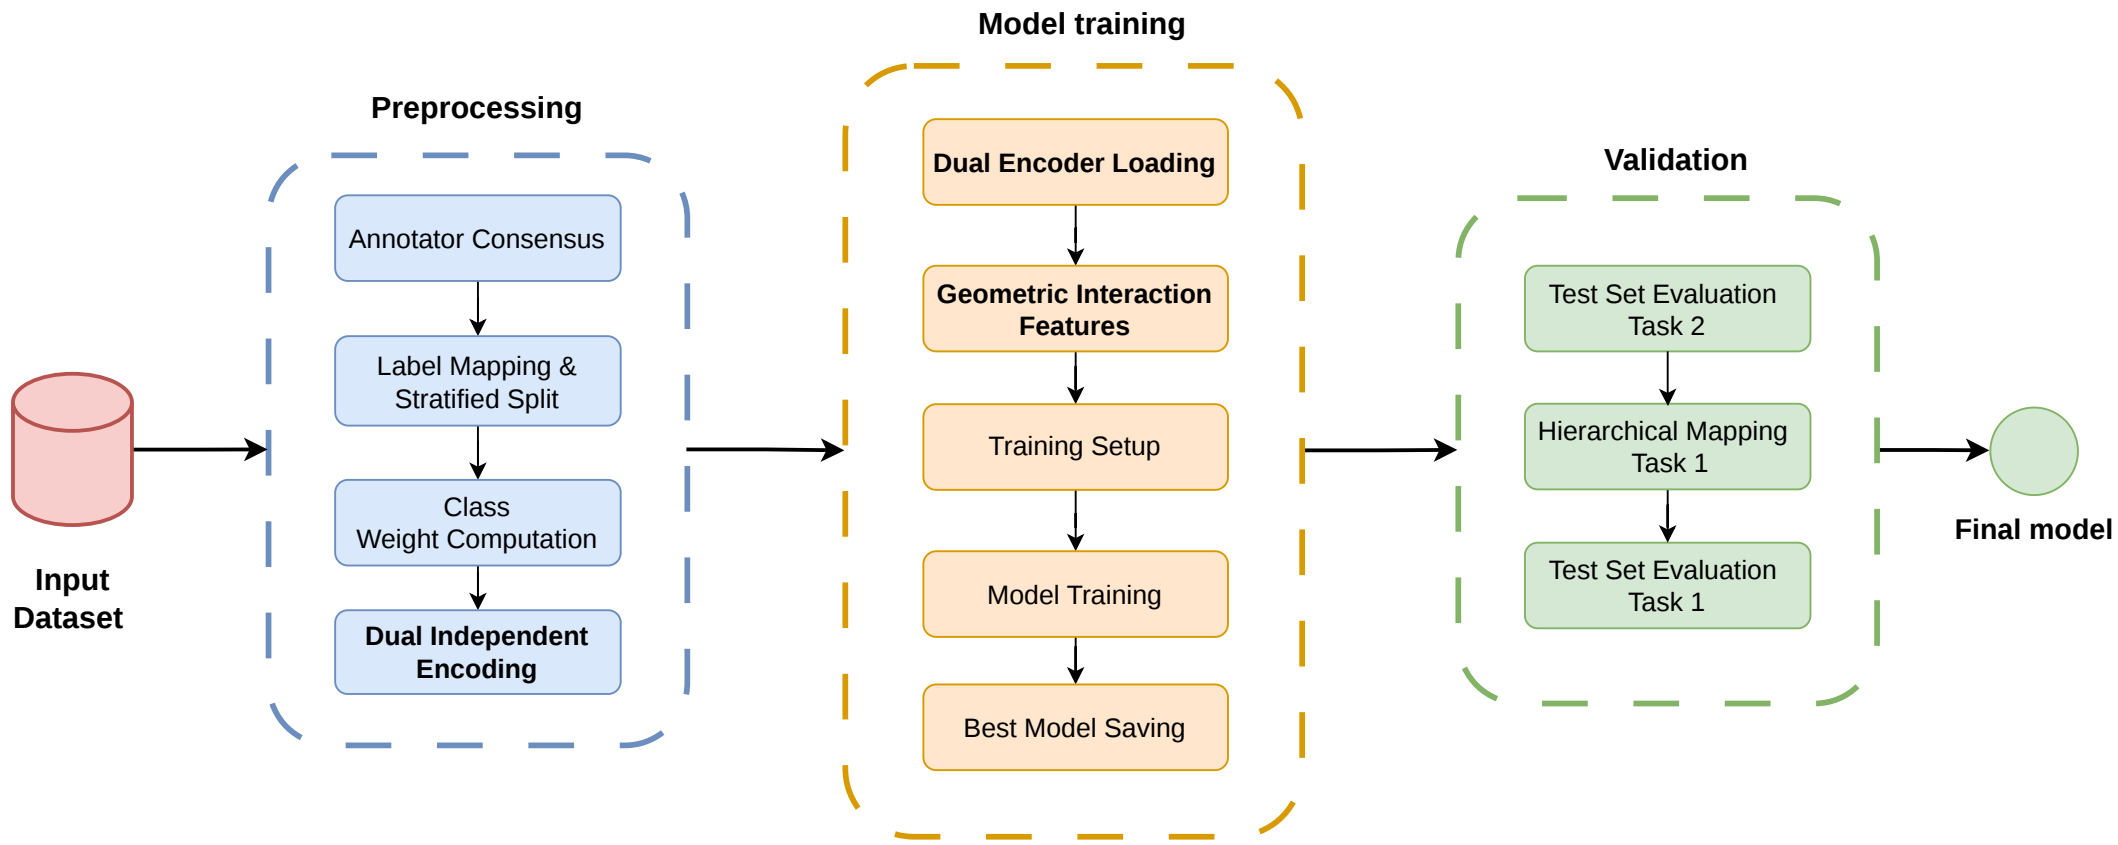 Input
Dataset
Preprocessing
Annotator Consensus
Label Mapping &
Stratified Split
Class
Weight Computation
Dual Independent
Encoding
Model training
Dual Encoder Loading
Geometric Interaction
Features
Training Setup
Model Training
Best Model Saving
Validation
Test Set Evaluation
Task 2
Hierarchical Mapping
Task 1
Test Set Evaluation
Task 1
Final model